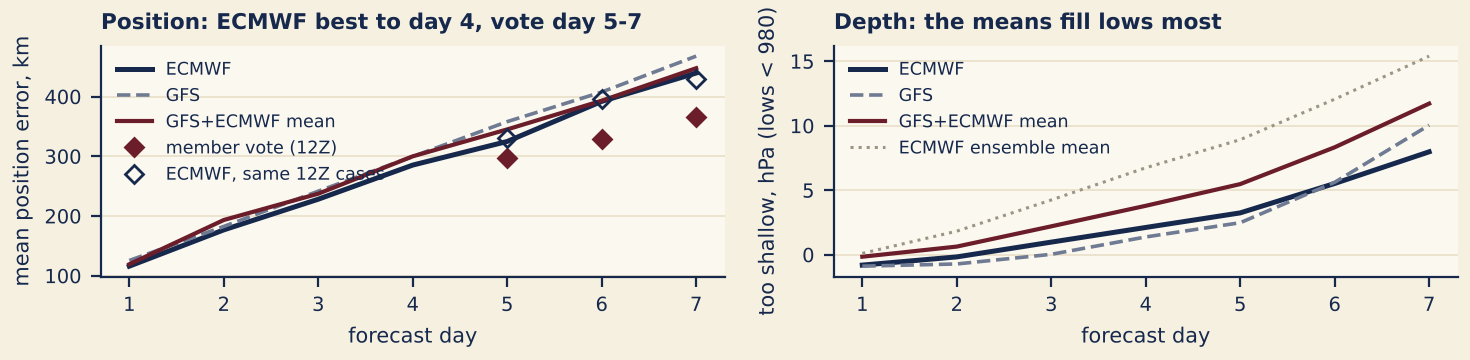 Position: ECMWF best to day 4, vote day 5-7
mean position error, km
400
300
200
100
ECMWF
GFS
GFS+ECMWF mean
member vote (12Z)
ECMWF, same 12Z cases
1 2 3 4 5 6 7
forecast day
Depth: the means fill lows most
too shallow, hPa (lows < 980)
15
10
5
0
ECMWF
GFS
GFS+ECMWF mean
ECMWF ensemble mean
1 2 3 4 5 6 7
forecast day